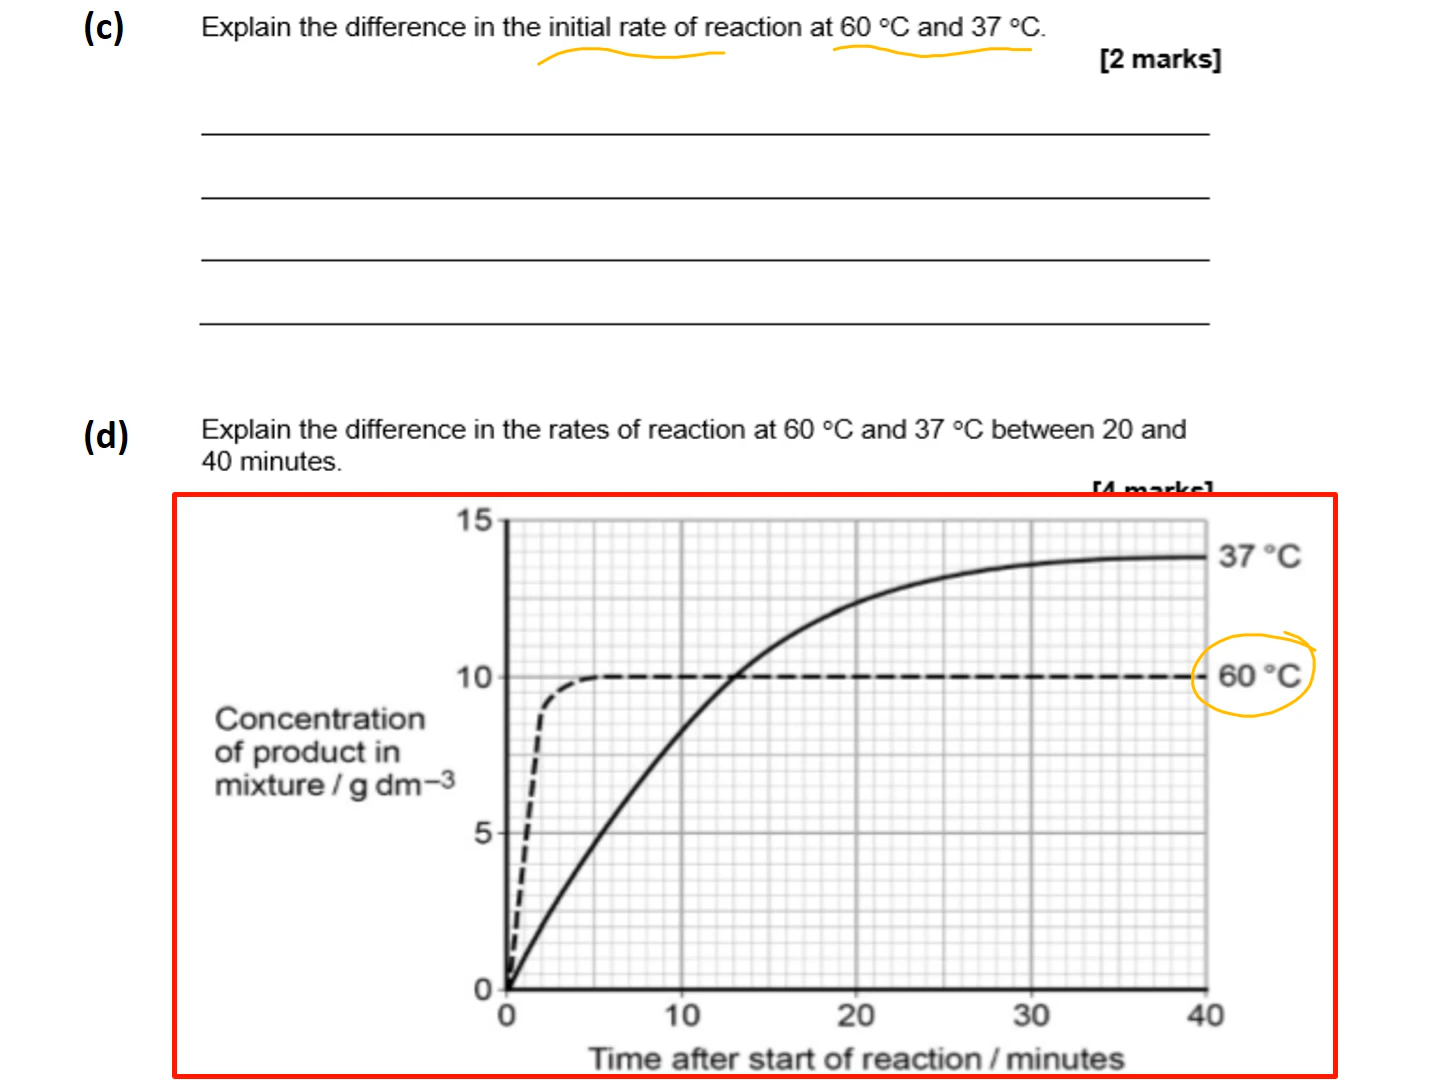 (c) Explain the difference in the initial rate of reaction at 60 °C and 37 °C.
[2 marks]
(d) Explain the difference in the rates of reaction at 60 °C and 37 °C between 20 and
40 minutes.
[4 marks]
15
37 °C
10
60 °C
Concentration
of product in
mixture / g dm–3
5
0
0 10 20 30 40
Time after start of reaction / minutes